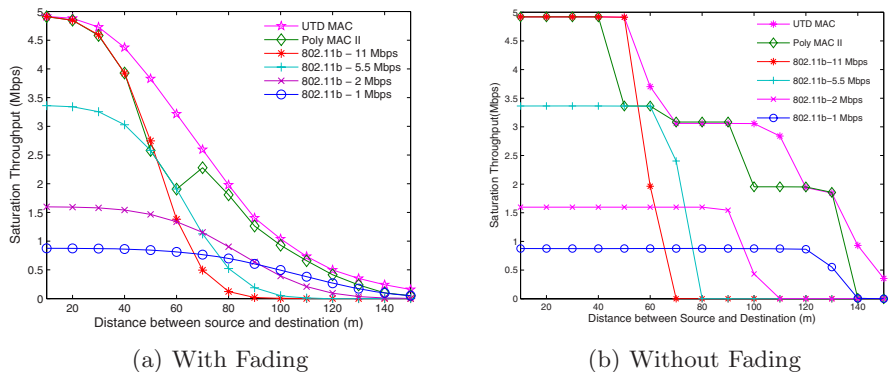 5
4.5
4
3.5
3
2.5
2
1.5
1
0.5
0
Saturation Throughput (Mbps)
UTD MAC
Poly MAC II
802.11b − 11 Mbps
802.11b − 5.5 Mbps
802.11b − 2 Mbps
802.11b − 1 Mbps
20 40 60 80 100 120 140
Distance between source and destination (m)
(a) With Fading
5
4.5
4
3.5
3
2.5
2
1.5
1
0.5
0
Saturation Throughput(Mbps)
UTD MAC
Poly MAC II
802.11b−11 Mbps
802.11b−5.5 Mbps
802.11b−2 Mbps
802.11b−1 Mbps
20 40 60 80 100 120 140
Distance between Source and Destination (m)
(b) Without Fading